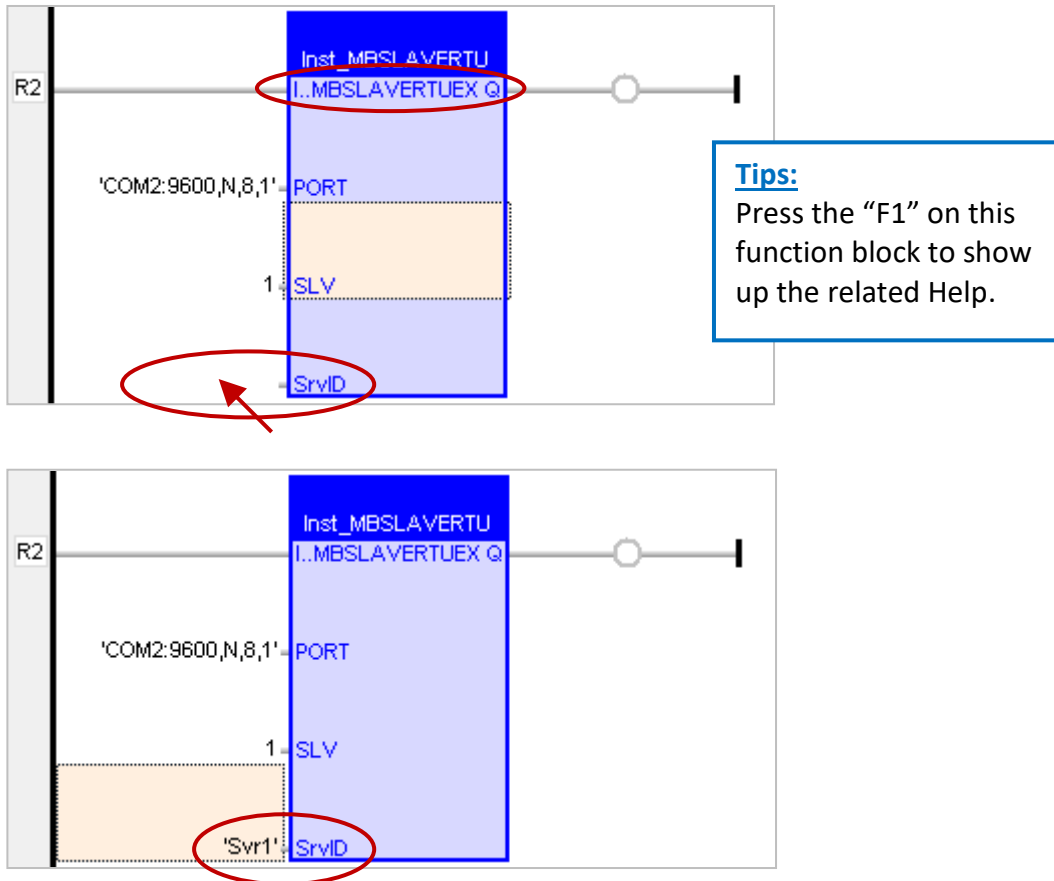 Inst_MBSLAVERTU
R2
I..MBSLAVERTUEX Q
'COM2:9600,N,8,1' PORT
1 SLV
SrvID
Tips:
Press the “F1” on this
function block to show
up the related Help.
Inst_MBSLAVERTU
R2
I..MBSLAVERTUEX Q
'COM2:9600,N,8,1' PORT
1 SLV
'Svr1' SrvID